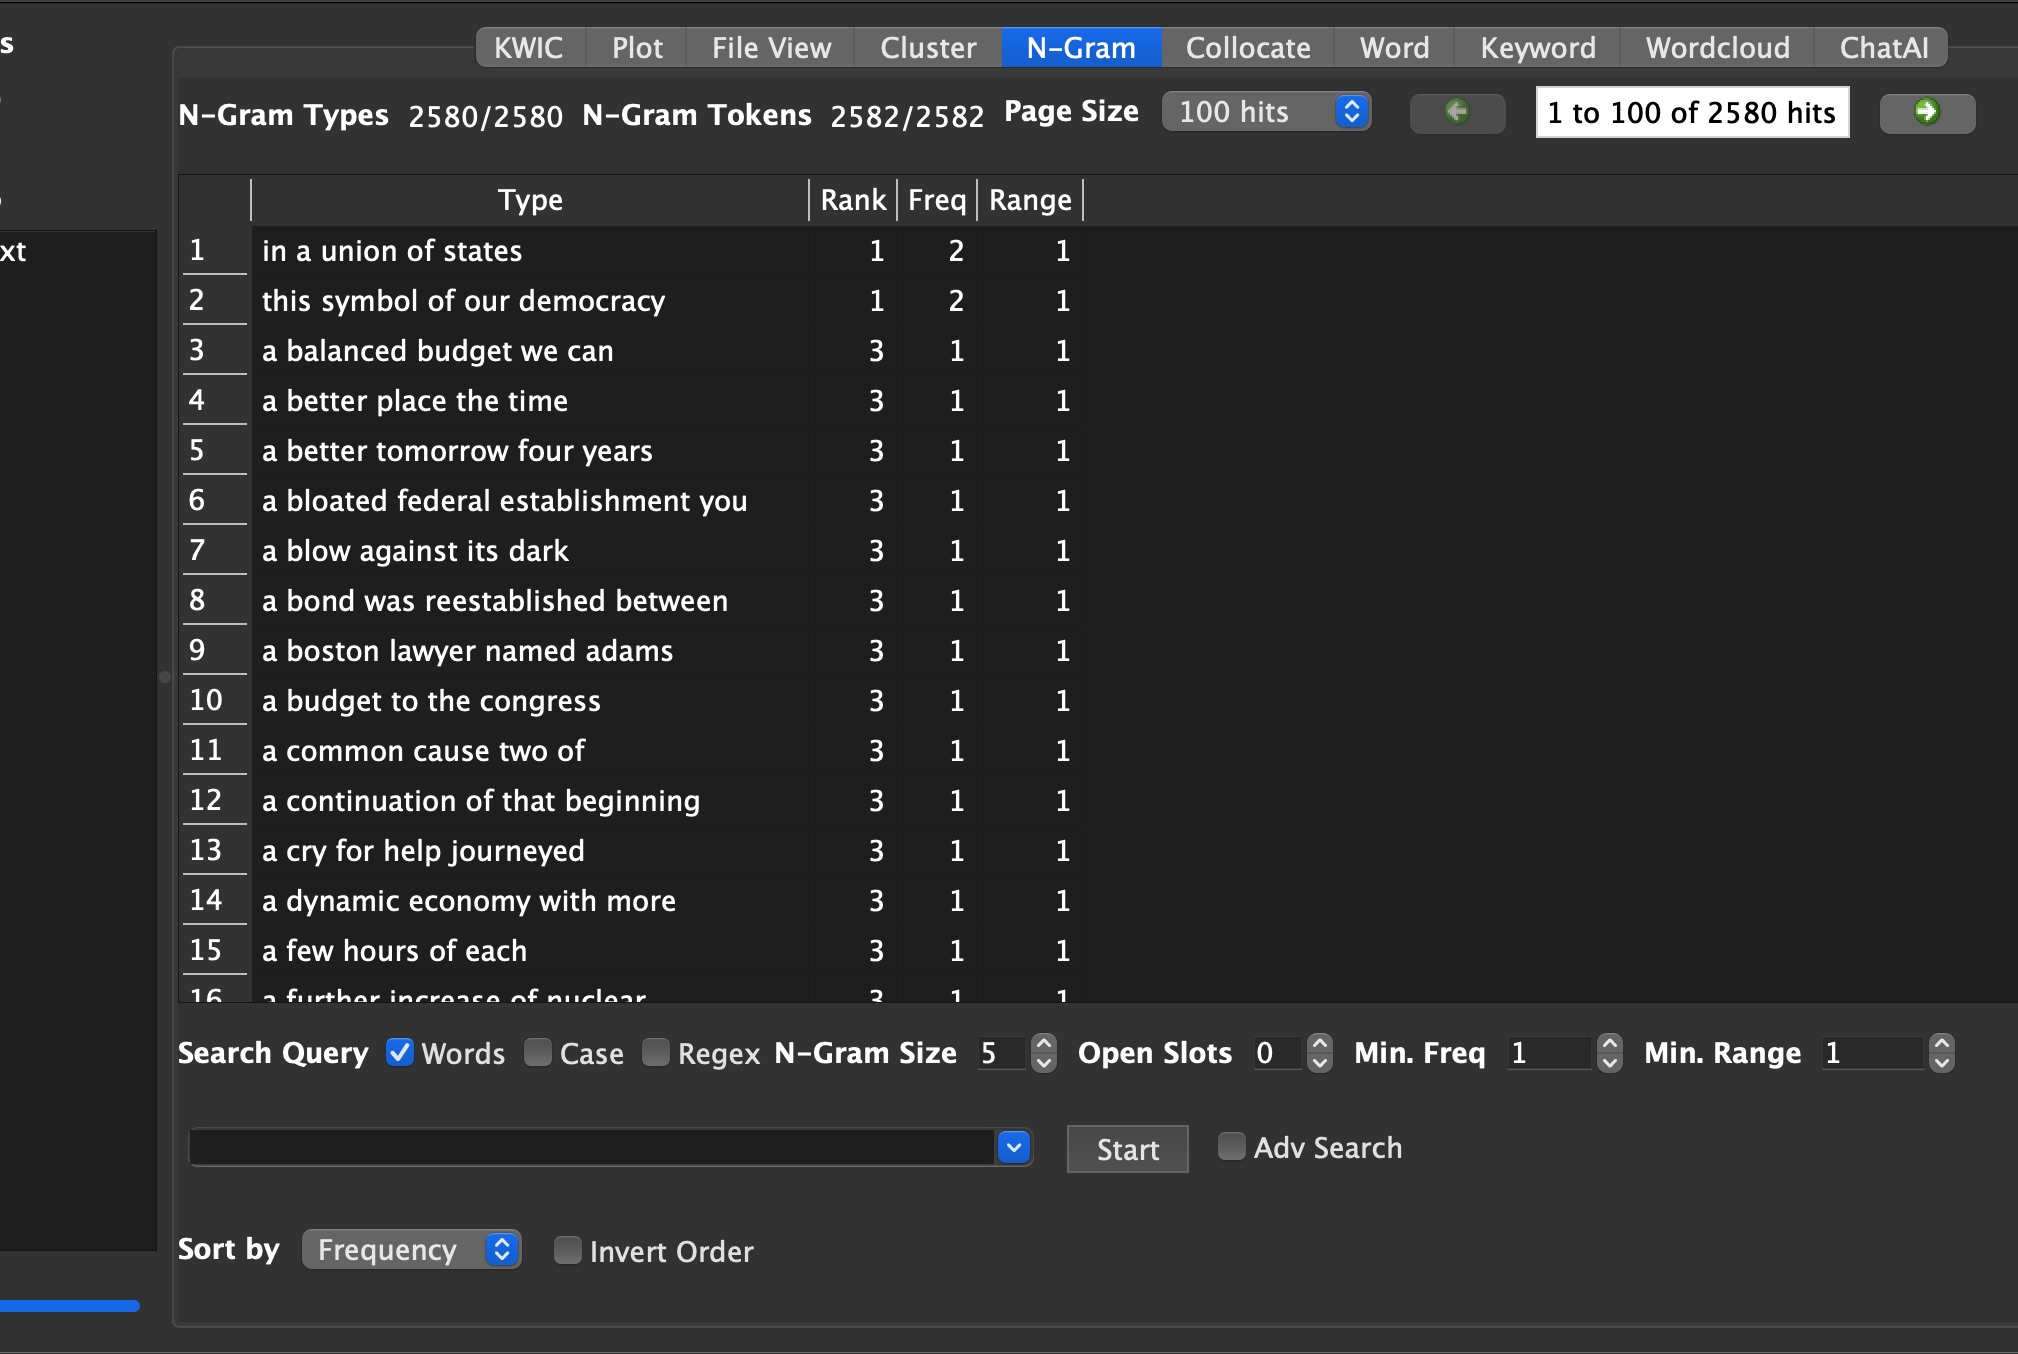 s
KWIC Plot File View Cluster N-Gram Collocate Word Keyword Wordcloud ChatAI
N-Gram Types 2580/2580 N-Gram Tokens 2582/2582 Page Size 100 hits 1 to 100 of 2580 hits
Type Rank Freq Range
xt
1 in a union of states 1 2 1
2 this symbol of our democracy 1 2 1
3 a balanced budget we can 3 1 1
4 a better place the time 3 1 1
5 a better tomorrow four years 3 1 1
6 a bloated federal establishment you 3 1 1
7 a blow against its dark 3 1 1
8 a bond was reestablished between 3 1 1
9 a boston lawyer named adams 3 1 1
10 a budget to the congress 3 1 1
11 a common cause two of 3 1 1
12 a continuation of that beginning 3 1 1
13 a cry for help journeyed 3 1 1
14 a dynamic economy with more 3 1 1
15 a few hours of each 3 1 1
16 a further increase of nuclear 3 1 1
Search Query Words Case Regex N-Gram Size 5 Open Slots 0 Min. Freq 1 Min. Range 1
Start Adv Search
Sort by Frequency Invert Order